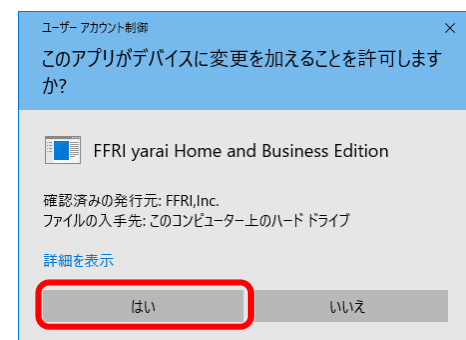 ユーザー アカウント制御
このアプリがデバイスに変更を加えることを許可します
か?
FFRI yarai Home and Business Edition
確認済みの発行元: FFRI,Inc.
ファイルの入手先: このコンピューター上のハード ドライブ
詳細を表示
はい いいえ